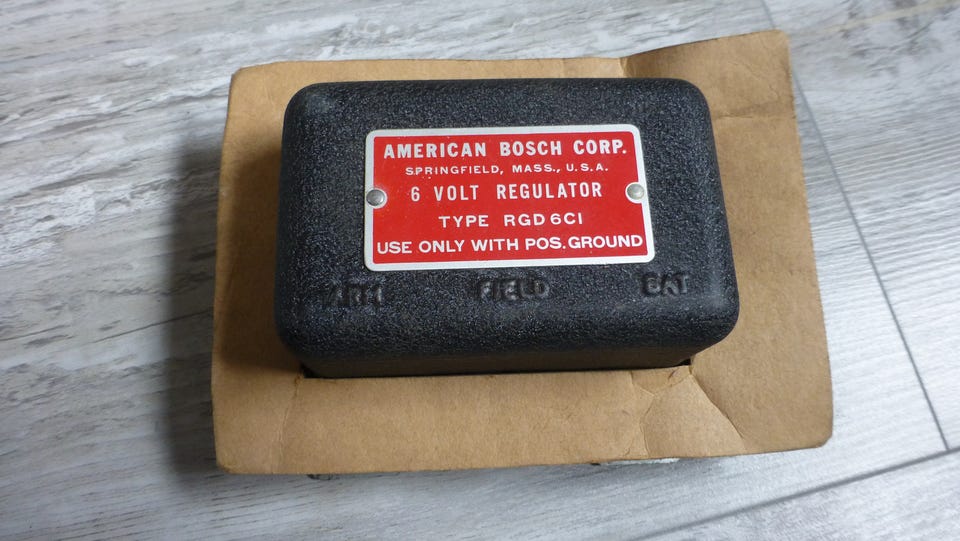 AMERICAN BOSCH CORP.
SPRINGFIELD, MASS., U.S.A.
6 VOLT REGULATOR
TYPE RGD 6C1
USE ONLY WITH POS. GROUND
ARM FIELD BAT